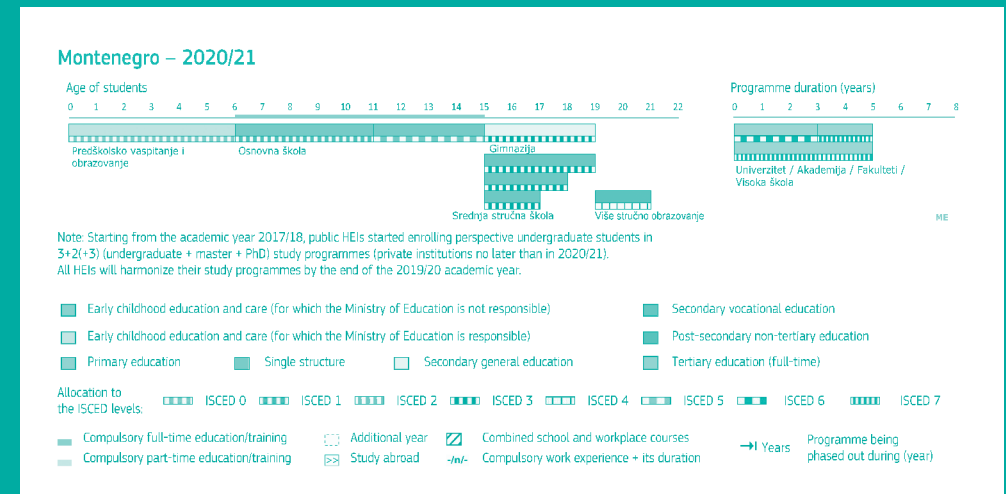 Montenegro – 2020/21
Age of students
Programme duration (years)
0 1 2 3 4 5 6 7 8 9 10 11 12 13 14 15 16 17 18 19 20 21 22
0 1 2 3 4 5 6 7 8
Predškolsko vaspitanje i
obrazovanje
Osnovna škola
Gimnazija
Srednja stručna škola
Više stručno obrazovanje
Univerzitet / Akademija / Fakulteti /
Visoka škola
ME
Note: Starting from the academic year 2017/18, public HEIs started enrolling perspective undergraduate students in
3+2(+3) (undergraduate + master + PhD) study programmes (private institutions no later than in 2020/21).
All HEIs will harmonize their study programmes by the end of the 2019/20 academic year.
Early childhood education and care (for which the Ministry of Education is not responsible)
Secondary vocational education
Early childhood education and care (for which the Ministry of Education is responsible)
Post-secondary non-tertiary education
Primary education
Single structure
Secondary general education
Tertiary education (full-time)
Allocation to
the ISCED levels:
ISCED 0 ISCED 1 ISCED 2 ISCED 3 ISCED 4 ISCED 5 ISCED 6 ISCED 7
Compulsory full-time education/training
Additional year
Combined school and workplace courses
Compulsory part-time education/training
>> Study abroad
-/n/- Compulsory work experience + its duration
Years
Programme being
phased out during (year)